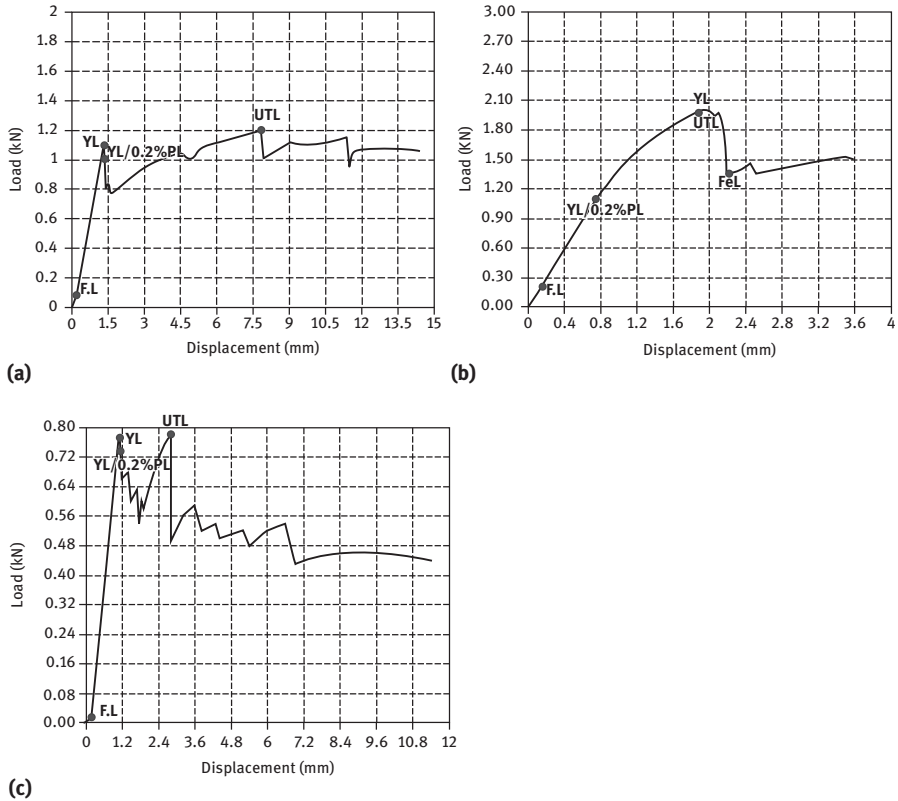 2
1.8
1.6
1.4
1.2
1
0.8
0.6
0.4
0.2
0
Load (kN)
UTL
YL
YL/0.2%PL
F.L
0 1.5 3 4.5 6 7.5 9 10.5 12 13.5 15
Displacement (mm)
(a)
3.00
2.70
2.40
2.10
1.80
1.50
1.20
0.90
0.60
0.30
0.00
Load (KN)
YL
UTL
FeL
YL/0.2%PL
F.L
0 0.4 0.8 1.2 1.6 2 2.4 2.8 3.2 3.6 4
Displacement (mm)
(b)
0.80
0.72
0.64
0.56
0.48
0.40
0.32
0.24
0.16
0.08
0.00
Load (kN)
UTL
YL
YL/0.2%PL
F.L
0 1.2 2.4 3.6 4.8 6 7.2 8.4 9.6 10.8 12
Displacement (mm)
(c)